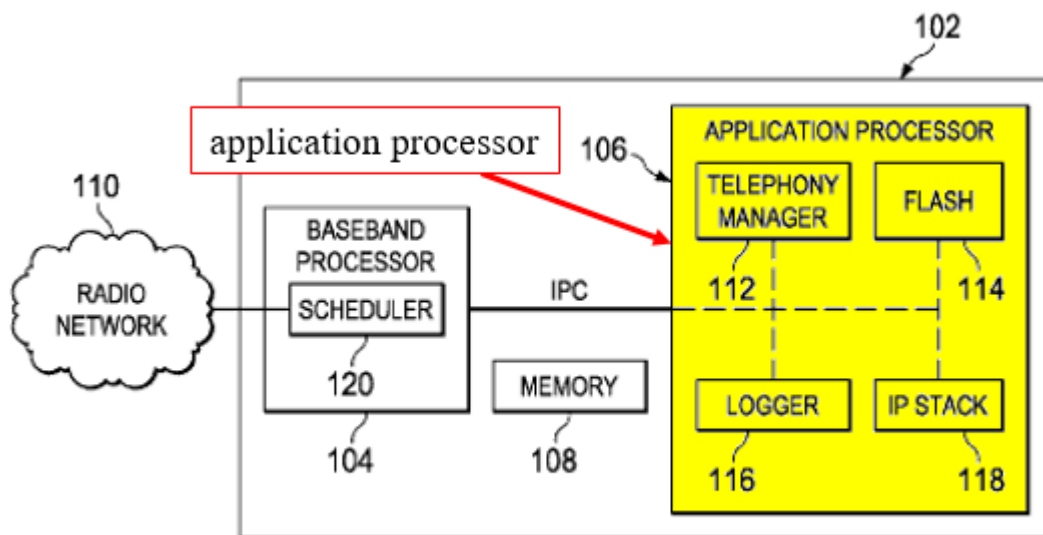 102
application processor
APPLICATION PROCESSOR
106
TELEPHONY
MANAGER
FLASH
110
BASEBAND
PROCESSOR
RADIO
NETWORK
SCHEDULER
IPC
112
114
120
MEMORY
LOGGER
IP STACK
104
108
116
118